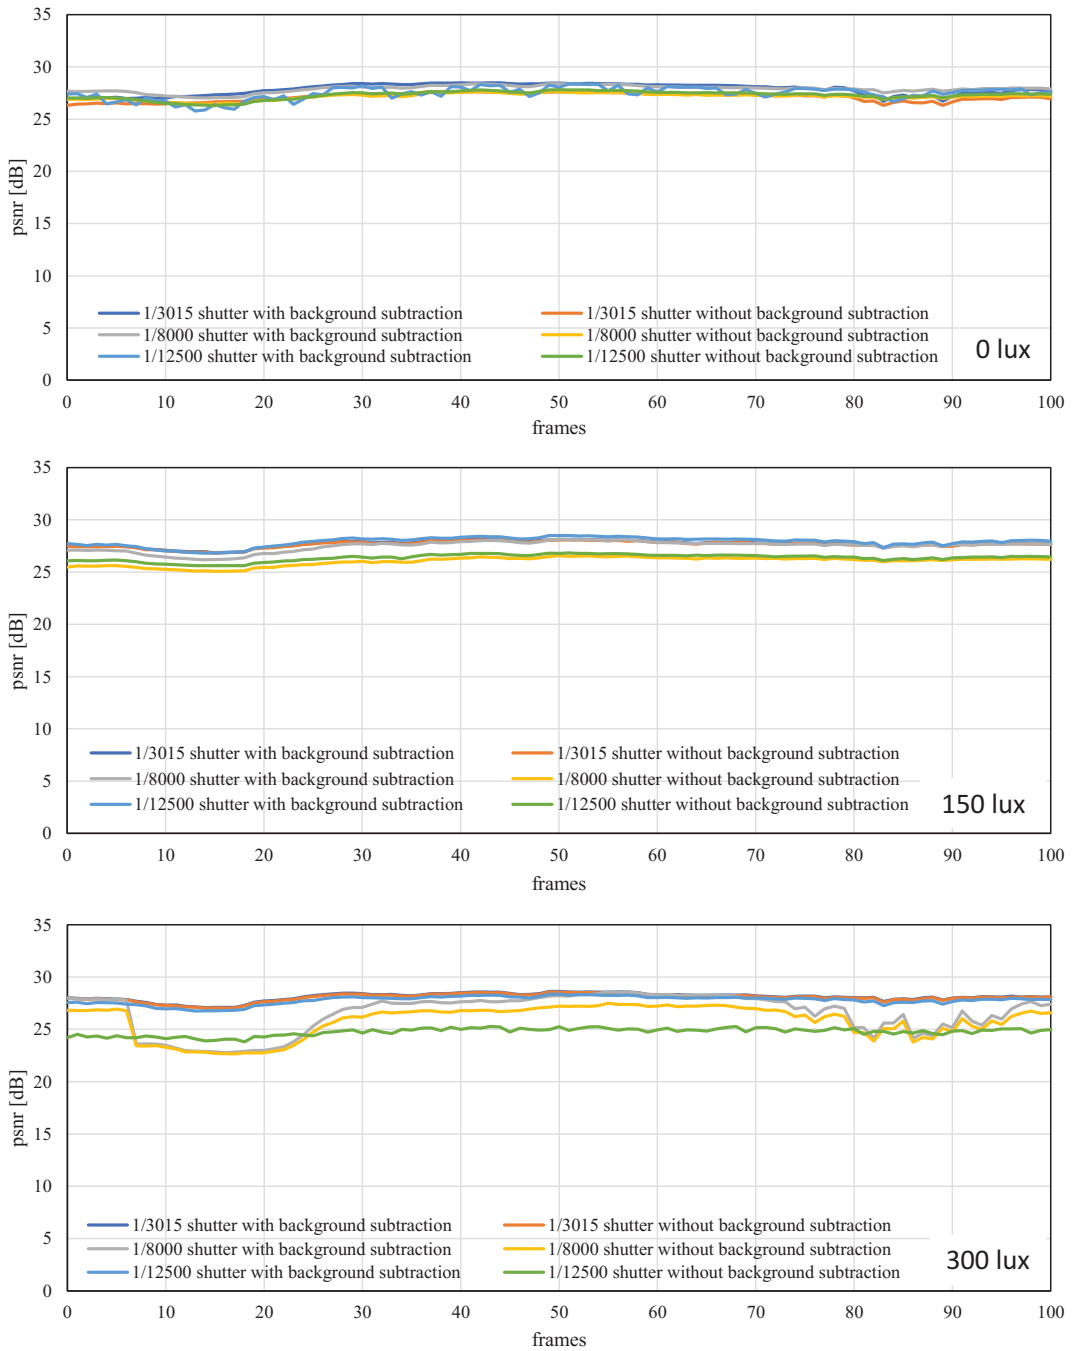 35
30
25
20
15
10
5
0
psnr [dB]
1/3015 shutter with background subtraction
1/3015 shutter without background subtraction
1/8000 shutter with background subtraction
1/8000 shutter without background subtraction
1/12500 shutter with background subtraction
1/12500 shutter without background subtraction
0 lux
0 10 20 30 40 50 60 70 80 90 100
frames
35
30
25
20
15
10
5
0
psnr [dB]
1/3015 shutter with background subtraction
1/3015 shutter without background subtraction
1/8000 shutter with background subtraction
1/8000 shutter without background subtraction
1/12500 shutter with background subtraction
1/12500 shutter without background subtraction
150 lux
0 10 20 30 40 50 60 70 80 90 100
frames
35
30
25
20
15
10
5
0
psnr [dB]
1/3015 shutter with background subtraction
1/3015 shutter without background subtraction
1/8000 shutter with background subtraction
1/8000 shutter without background subtraction
1/12500 shutter with background subtraction
1/12500 shutter without background subtraction
300 lux
0 10 20 30 40 50 60 70 80 90 100
frames